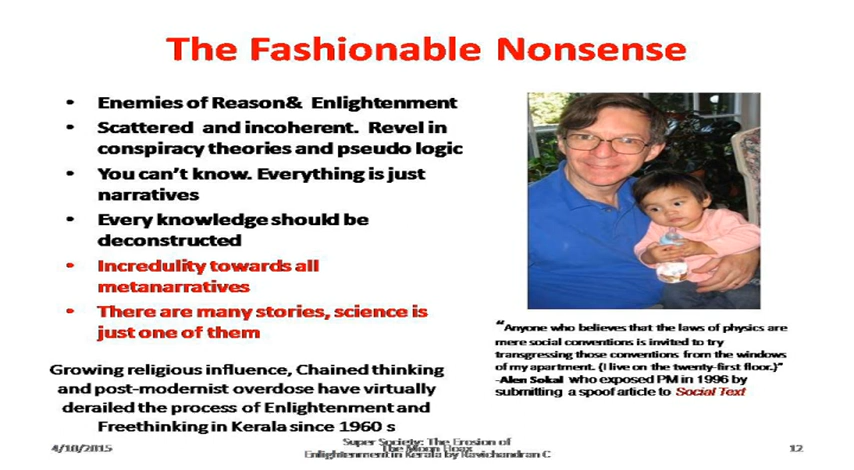 The Fashionable Nonsense
• Enemies of Reason& Enlightenment
• Scattered and incoherent. Revel in
conspiracy theories and pseudo logic
• You can't know. Everything is just
narratives
• Every knowledge should be
deconstructed
• Incredulity towards all
metanarratives
• There are many stories, science is
just one of them
Growing religious influence, Chained thinking
and post-modernist overdose have virtually
derailed the process of Enlightenment and
Freethinking in Kerala since 1960 s
“Anyone who believes that the laws of physics are
mere social conventions is invited to try
transgressing those conventions from the windows
of my apartment. (I live on the twenty-first floor.)”
-Alen Sokal who exposed PM in 1996 by
submitting a spoof article to Social Text
4/10/2015
Super Society: The Erosion of
The Moon Hoax
Enlightenment in Kerala by Ravichandran C
12